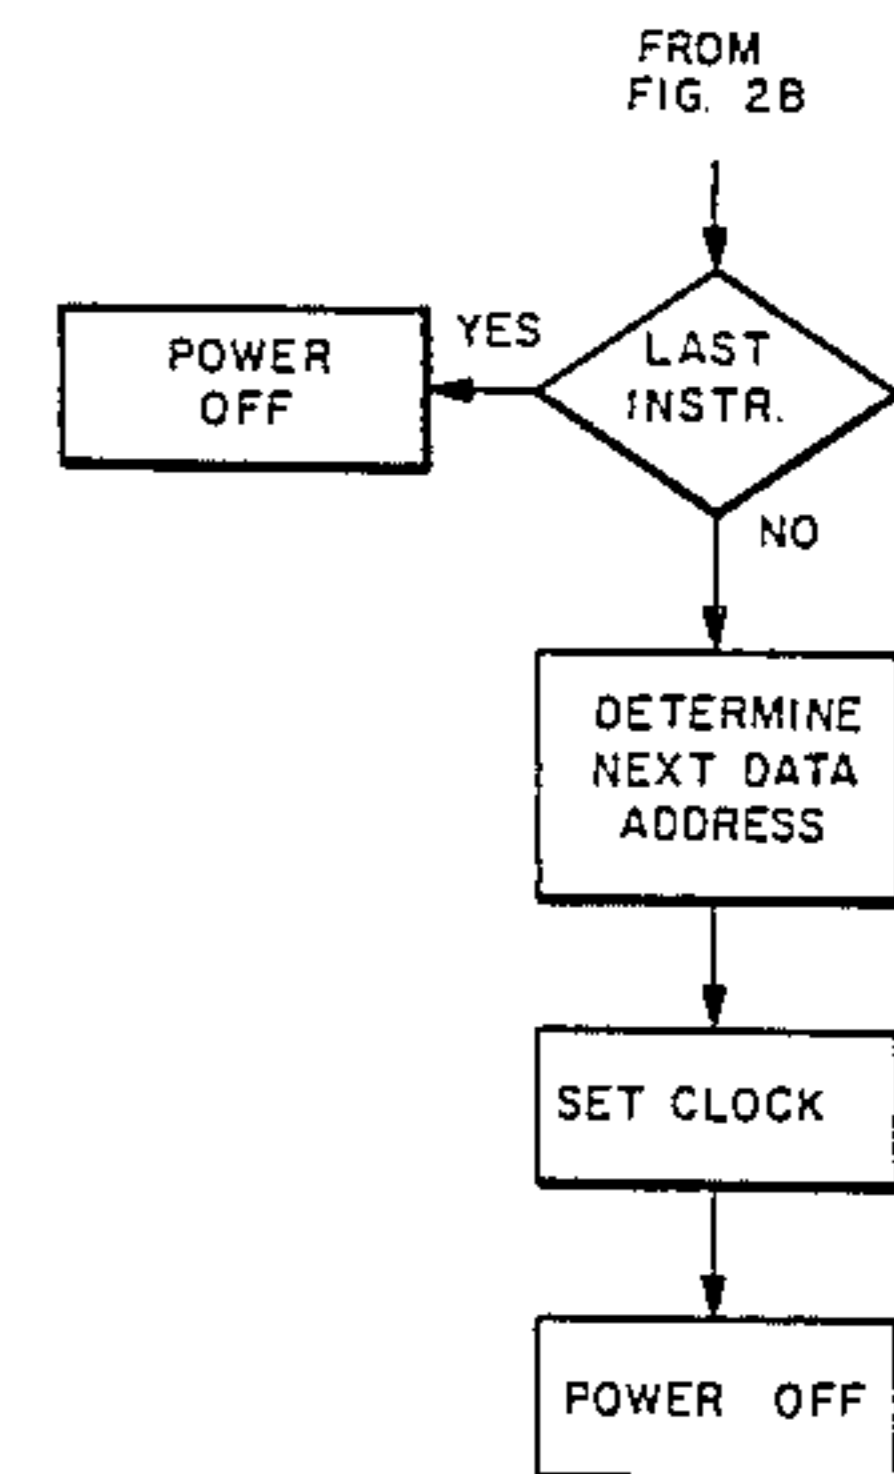 FROM
FIG. 2B
YES
LAST
INSTR.
POWER
OFF
NO
DETERMINE
NEXT DATA
ADDRESS
SET CLOCK
POWER OFF